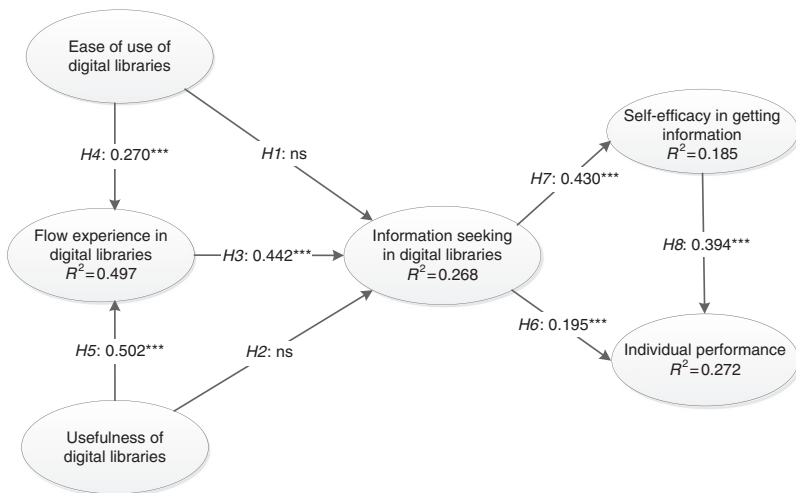 Ease of use of
digital libraries
Self-efficacy in getting
information
R²=0.185
H4: 0.270***
H1: ns
H7: 0.430***
Flow experience in
digital libraries
R²=0.497
H3: 0.442***
Information seeking
in digital libraries
R²=0.268
H8: 0.394***
H5: 0.502***
H2: ns
H6: 0.195***
Individual performance
R²=0.272
Usefulness of
digital libraries